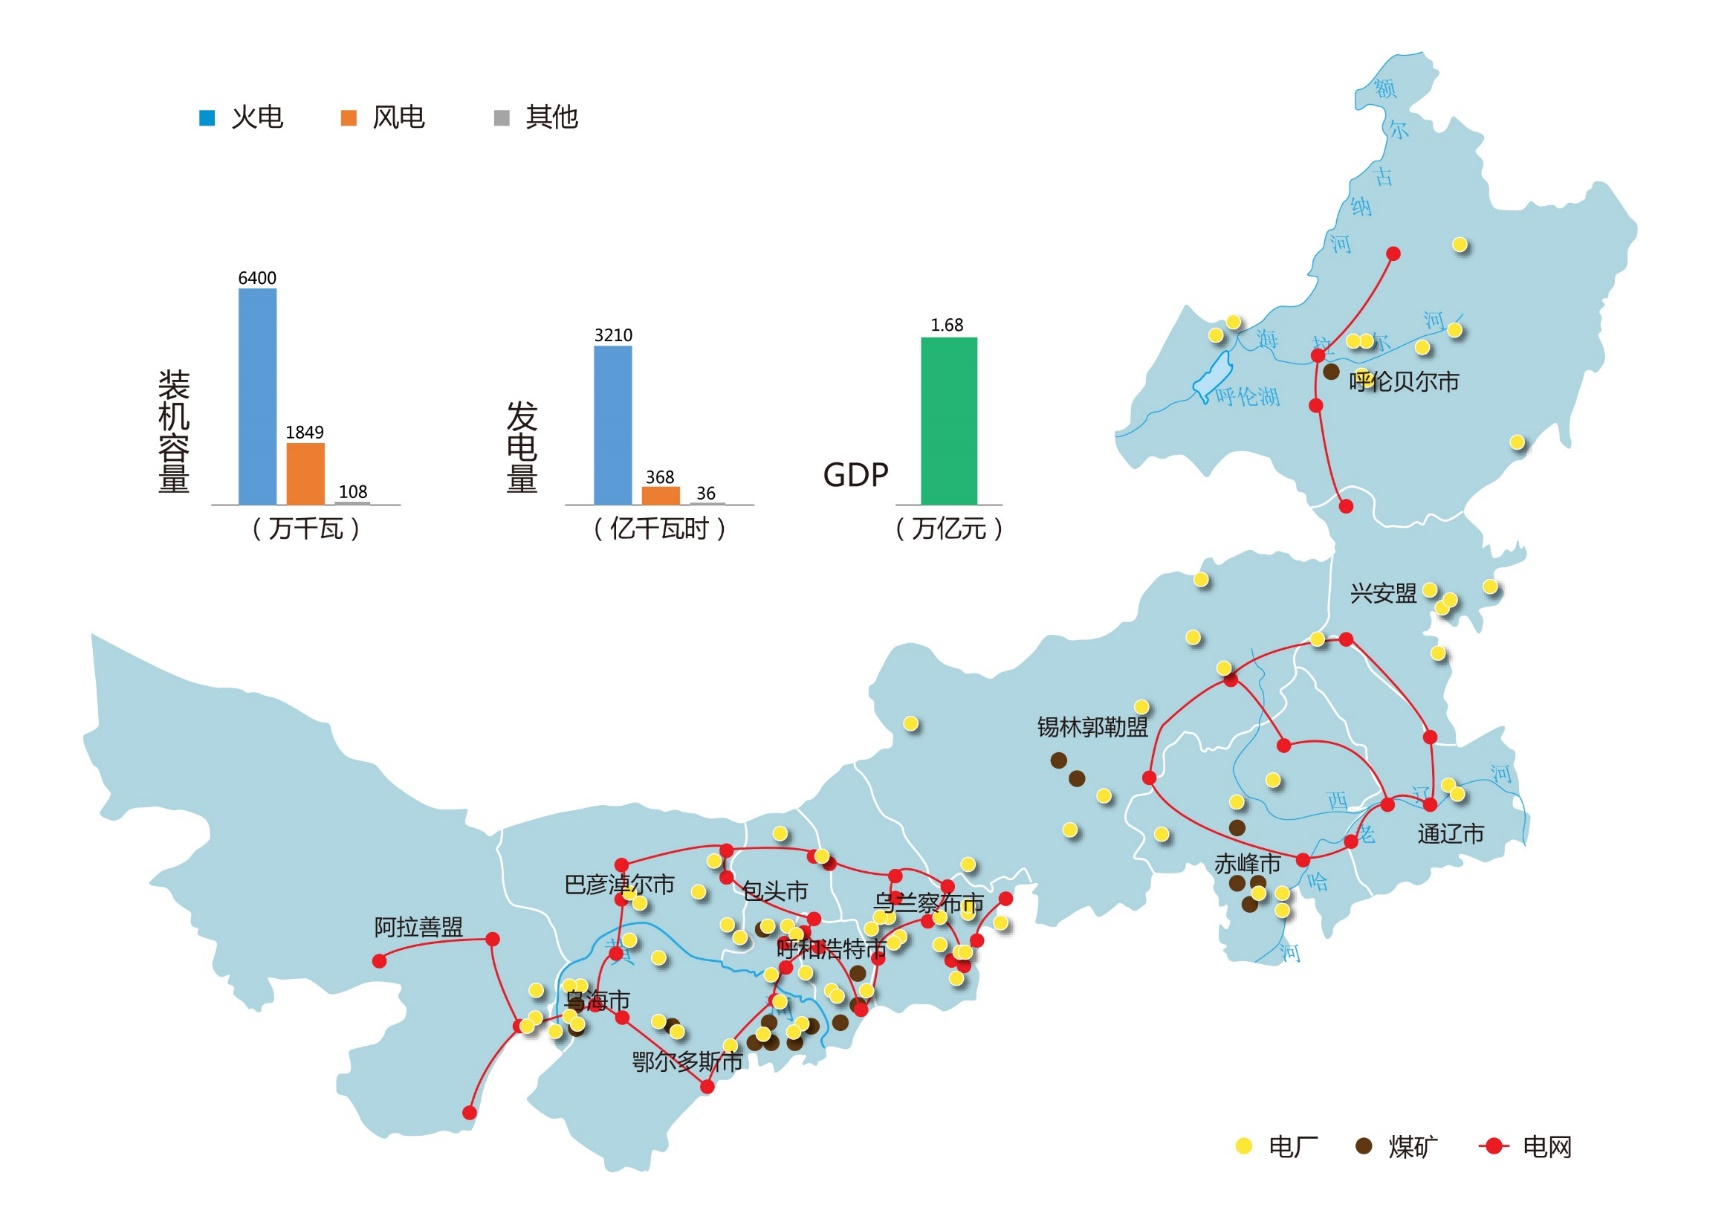 火电 风电 其他
6400
1849
108
装机容量
（万千瓦）
3210
368
36
发电量
（亿千瓦时）
1.68
GDP
（万亿元）
额尔古纳河
海拉尔河
呼伦湖
呼伦贝尔市
兴安盟
锡林郭勒盟
西辽河
通辽市
老哈河
赤峰市
巴彦淖尔市
包头市
乌兰察布市
阿拉善盟
呼和浩特市
黄河
乌海市
鄂尔多斯市
电厂 煤矿 电网